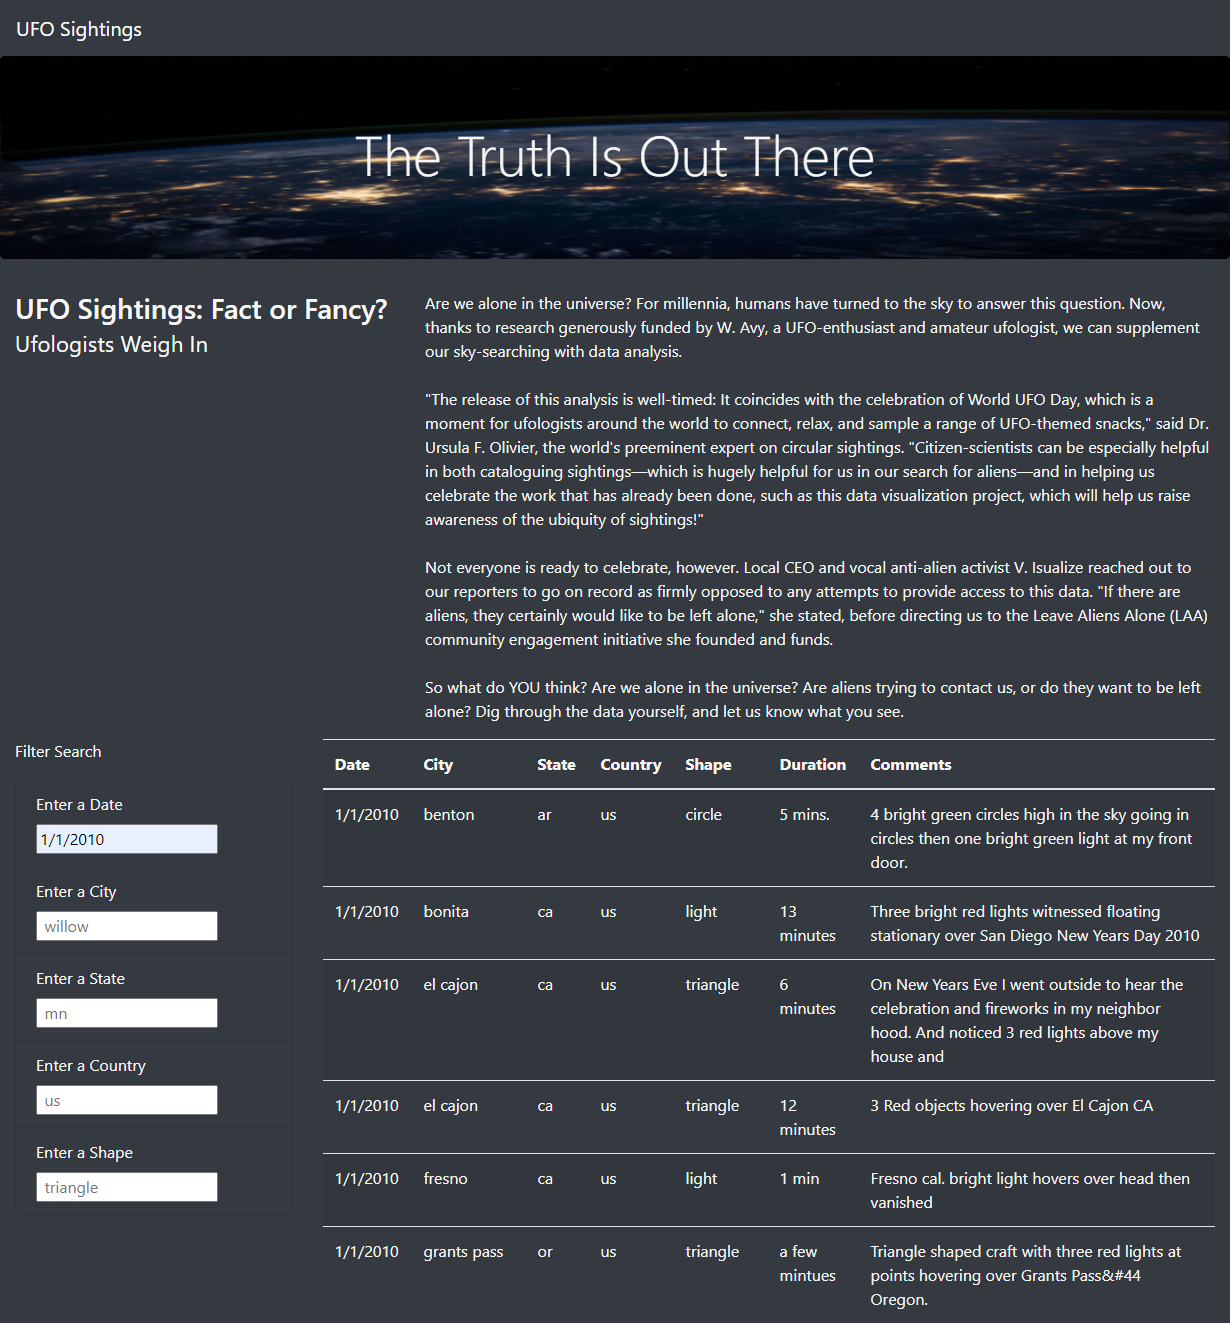 UFO Sightings
The Truth Is Out There
UFO Sightings: Fact or Fancy?
Ufologists Weigh In
Are we alone in the universe? For millennia, humans have turned to the sky to answer this question. Now,
thanks to research generously funded by W. Avy, a UFO-enthusiast and amateur ufologist, we can supplement
our sky-searching with data analysis.
"The release of this analysis is well-timed: It coincides with the celebration of World UFO Day, which is a
moment for ufologists around the world to connect, relax, and sample a range of UFO-themed snacks," said Dr.
Ursula F. Olivier, the world's preeminent expert on circular sightings. "Citizen-scientists can be especially helpful
in both cataloguing sightings—which is hugely helpful for us in our search for aliens—and in helping us
celebrate the work that has already been done, such as this data visualization project, which will help us raise
awareness of the ubiquity of sightings!"
Not everyone is ready to celebrate, however. Local CEO and vocal anti-alien activist V. Isualize reached out to
our reporters to go on record as firmly opposed to any attempts to provide access to this data. "If there are
aliens, they certainly would like to be left alone," she stated, before directing us to the Leave Aliens Alone (LAA)
community engagement initiative she founded and funds.
So what do YOU think? Are we alone in the universe? Are aliens trying to contact us, or do they want to be left
alone? Dig through the data yourself, and let us know what you see.
Filter Search
Enter a Date
1/1/2010
Enter a City
willow
Enter a State
mn
Enter a Country
us
Enter a Shape
triangle
Date City State Country Shape Duration Comments
1/1/2010 benton ar us circle 5 mins. 4 bright green circles high in the sky going in
circles then one bright green light at my front
door.
1/1/2010 bonita ca us light 13 Three bright red lights witnessed floating
minutes stationary over San Diego New Years Day 2010
1/1/2010 el cajon ca us triangle 6 On New Years Eve I went outside to hear the
minutes celebration and fireworks in my neighbor
hood. And noticed 3 red lights above my
house and
1/1/2010 el cajon ca us triangle 12 3 Red objects hovering over El Cajon CA
minutes
1/1/2010 fresno ca us light 1 min Fresno cal. bright light hovers over head then
vanished
1/1/2010 grants pass or us triangle a few Triangle shaped craft with three red lights at
mintues points hovering over Grants Pass&#44
Oregon.